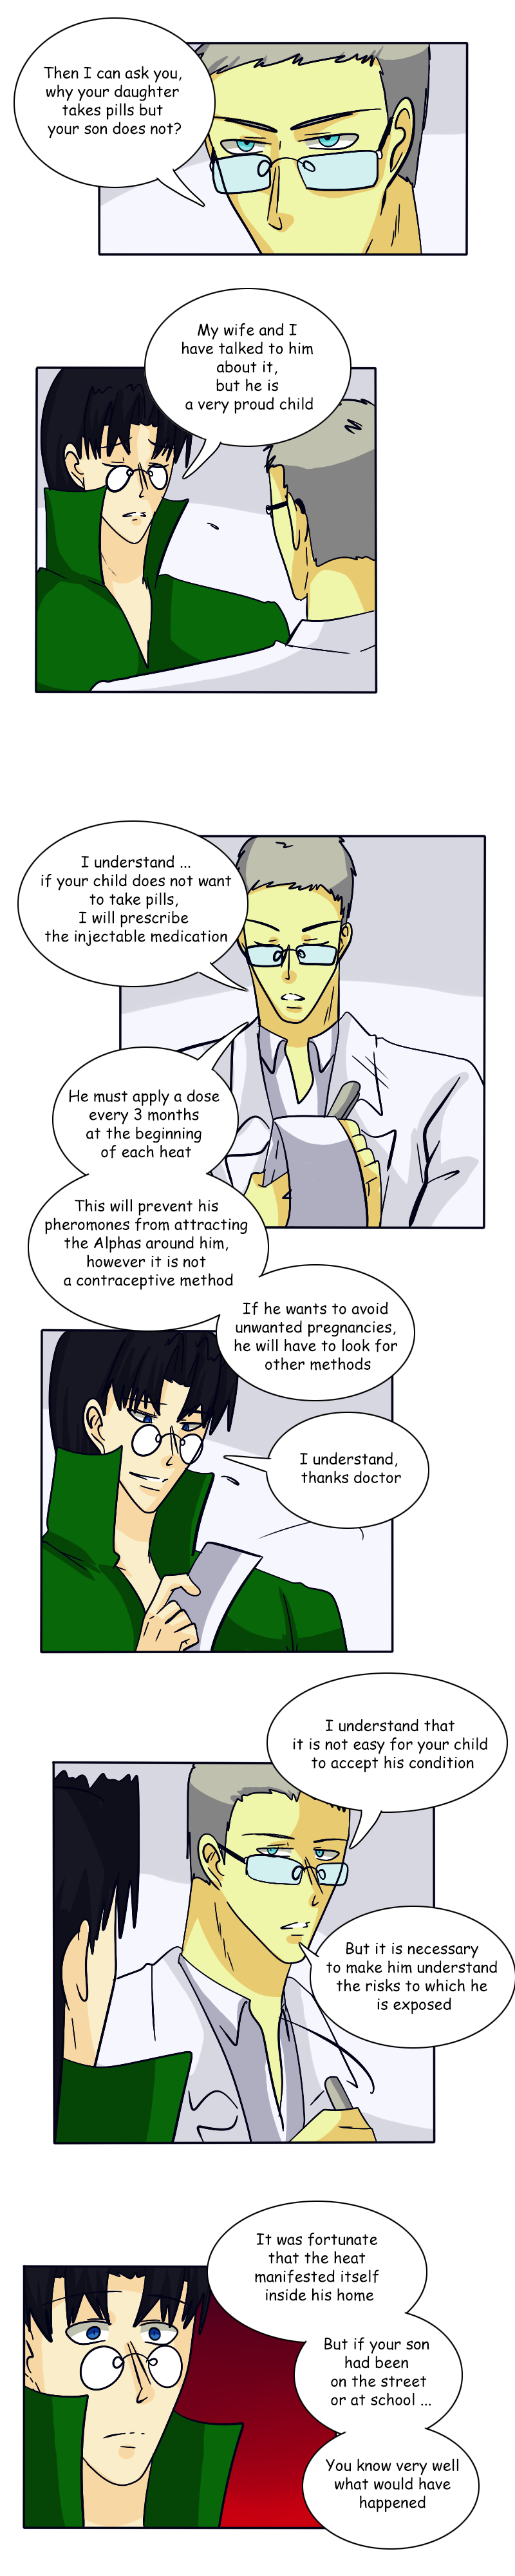 Then I can ask you,
why your daughter
takes pills but
your son does not?
My wife and I
have talked to him
about it,
but he is
a very proud child
I understand ...
if your child does not want
to take pills,
I will prescribe
the injectable medication
He must apply a dose
every 3 months
at the beginning
of each heat
This will prevent his
pheromones from attracting
the Alphas around him,
however it is not
a contraceptive method
If he wants to avoid
unwanted pregnancies,
he will have to look for
other methods
I understand,
thanks doctor
I understand that
it is not easy for your child
to accept his condition
But it is necessary
to make him understand
the risks to which he
is exposed
It was fortunate
that the heat
manifested itself
inside his home
But if your son
had been
on the street
or at school ...
You know very well
what would have
happened